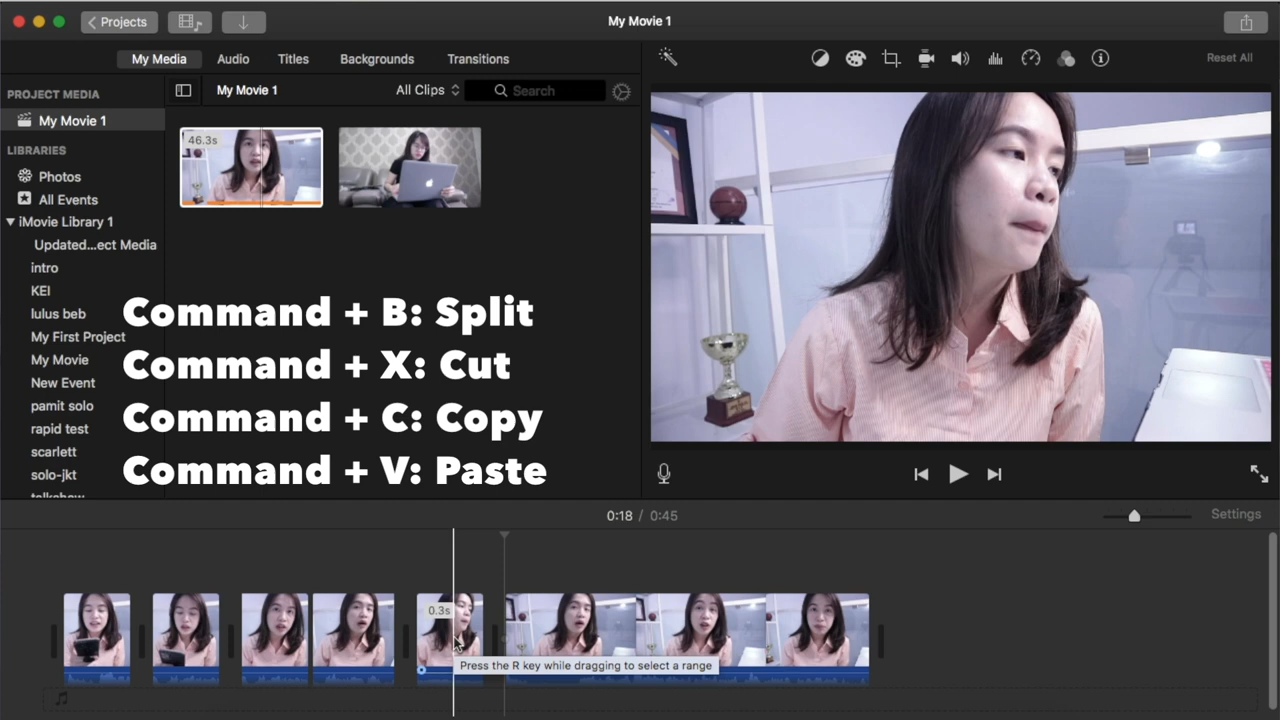 Projects
My Movie 1
My Media
Audio
Titles
Backgrounds
Transitions
Reset All
PROJECT MEDIA
My Movie 1
LIBRARIES
Photos
All Events
iMovie Library 1
Updated...ect Media
intro
KEI
lulus beb
My First Project
My Movie
New Event
pamit solo
rapid test
scarlett
solo-jkt
talkshow
My Movie 1
All Clips
Search
46.3s
Command + B: Split
Command + X: Cut
Command + C: Copy
Command + V: Paste
0:18 / 0:45
Settings
0.3s
Press the R key while dragging to select a range